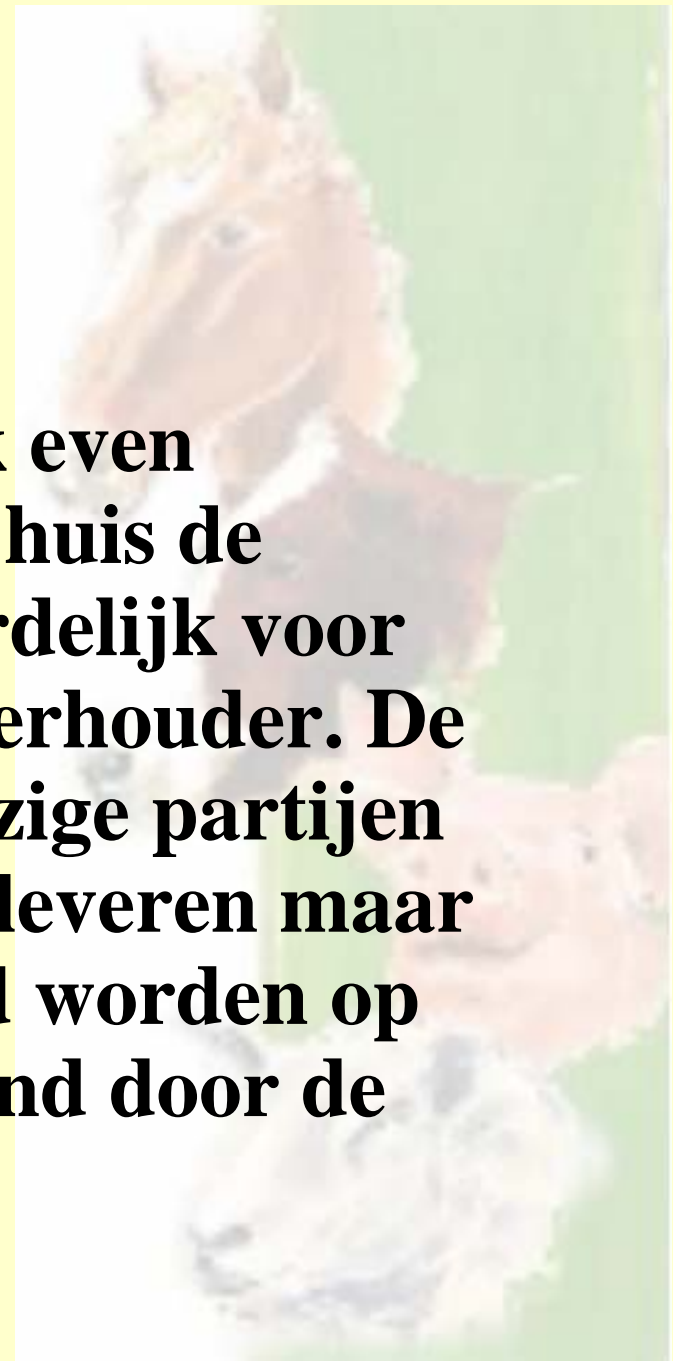 even
huis de
rdelijk voor
erhouder. De
zige partijen
leveren maar
worden op
nd door de